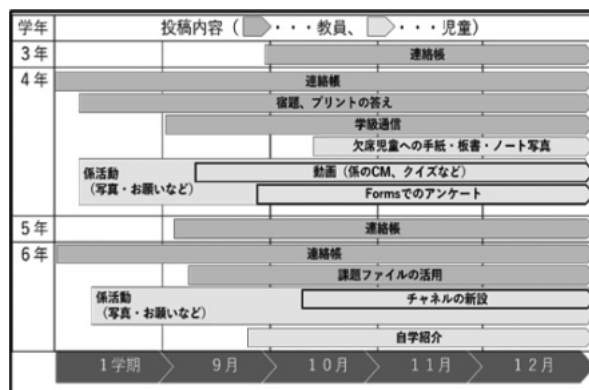 学年 投稿内容（ ・・・教員、 ・・・児童）
3年 連絡帳
4年 連絡帳
宿題、プリントの答え
学級通信
欠席児童への手紙・板書・ノート写真
係活動
（写真・お願いなど）
動画（係のCM、クイズなど）
Formsでのアンケート
5年 連絡帳
6年 連絡帳
課題ファイルの活用
係活動
（写真・お願いなど）
チャネルの新設
自学紹介
1学期 9月 10月 11月 12月